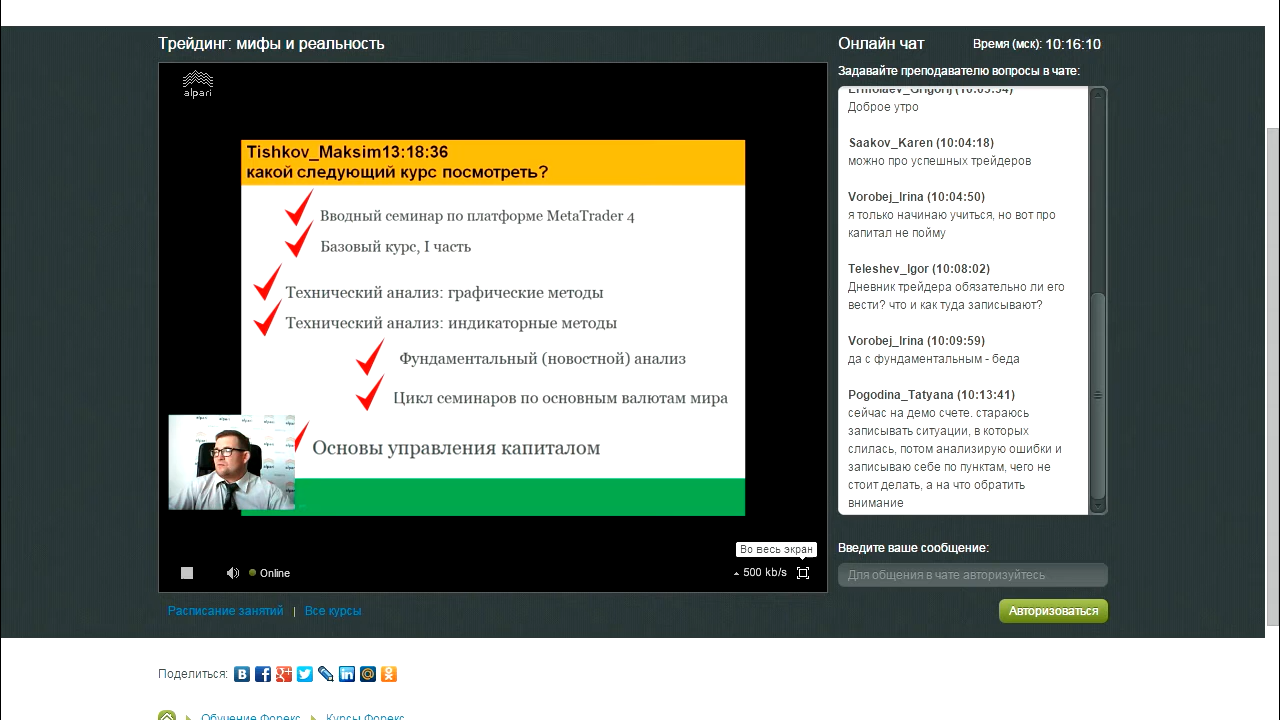 Трейдинг: мифы и реальность
Онлайн чат
Время (мск): 10:16:10
Задавайте преподавателю вопросы в чате:
alpari
Tishkov_Maksim13:18:36
какой следующий курс посмотреть?
Вводный семинар по платформе MetaTrader 4
Базовый курс, I часть
Технический анализ: графические методы
Технический анализ: индикаторные методы
Фундаментальный (новостной) анализ
Цикл семинаров по основным валютам мира
Основы управления капиталом
Во весь экран
Online
500 kb/s
Расписание занятий | Все курсы
Доброе утро
Saakov_Karen (10:04:18)
можно про успешных трейдеров
Vorobej_Irina (10:04:50)
я только начинаю учиться, но вот про
капитал не пойму
Teleshev_Igor (10:08:02)
Дневник трейдера обязательно ли его
вести? что и как туда записывают?
Vorobej_Irina (10:09:59)
да с фундаментальным - беда
Pogodina_Tatyana (10:13:41)
сейчас на демо счете. стараюсь
записывать ситуации, в которых
слилась, потом анализирую ошибки и
записываю себе по пунктам, чего не
стоит делать, а на что обратить
внимание
Введите ваше сообщение:
Для общения в чате авторизуйтесь
Авторизоваться
Поделиться:
Обучение Форекс
Курсы Форекс